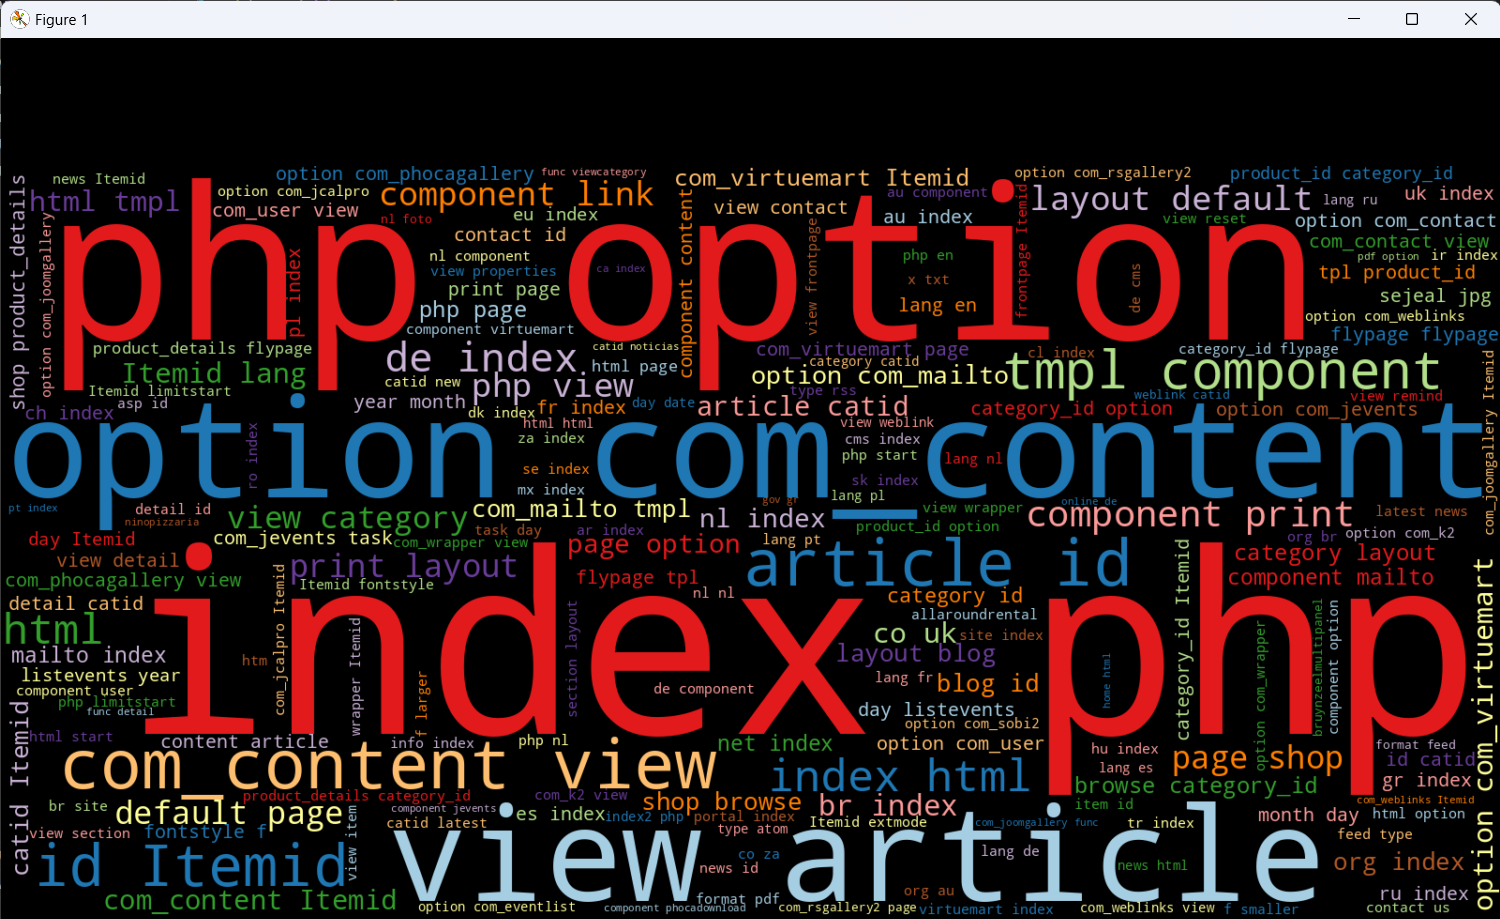 Figure 1
shop product_details
news Itemid
option com_phocagallery
func viewcategory
com_virtuemart Itemid
option com_rsgallery2
product_id category_id
html tmpl
option com_jcalpro
component link
au component
layout default
lang ru
uk index
com_user view
nl foto
eu index
view contact
au index
view reset
option com_contact
php option
contact id
com_contact view
option com_joomgallery
pl index
nl component
ca index
component content
view frontpage
php en
frontpage Itemid
de cms
pdf option
ir index
view properties
x txt
tpl product_id
print page
lang en
sejeal jpg
php page
option com_weblinks
component virtuemart
flypage flypage
product_details flypage
de index
catid noticias
com_virtuemart page
cl index
category_id flypage
Itemid lang
html page
category catid
tmpl component
Itemid limitstart
catid new
php view
option com_mailto
type rss
weblink catid
view remind
com_joomgallery Itemid
ch index
asp id
year month
dk index
fr index
day date
article catid
category_id option
option com_jevents
html html
view weblink
option com_content
ro index
za index
cms index
php start
se index
lang nl
mx index
sk index
pt index
detail id
gov gr
lang pl
online de
ninopizzaria
view category
com_mailto tmpl
nl index
view wrapper
component print
latest news
task day
ar index
product_id option
day Itemid
com_jevents task
com_wrapper view
page option
lang pt
org br
option com_k2
view detail
print layout
article id
category layout
com_phocagallery view
Itemid fontstyle
flypage tpl
nl nl
category_id Itemid
component mailto
detail catid
com_jcalpro Itemid
category id
index php
html
wrapper Itemid
section layout
allaroundrental
option com_wrapper
bruynzeelmultipanel
component option
option com_virtuemart
co uk
site index
mailto index
htm
layout blog
home html
listevents year
f larger
lang fr
blog id
component user
de component
php limitstart
func detail
day listevents
catid Itemid
option com_sobi2
html start
content article
info index
php nl
net index
option com_user
hu index
format feed
com_content view
page shop
id catid
lang es
index html
browse category_id
gr index
product_details category_id
com_k2 view
com_weblinks Itemid
br site
default page
component jevents
shop browse
br index
item id
es index
index2 php
portal index
month day
html option
view section
fontstyle f
view item
catid latest
type atom
Itemid extmode
com_joomgallery func
tr index
feed type
view article
id Itemid
co za
lang de
org index
news id
news html
com_content Itemid
format pdf
org au
ru index
option com_eventlist
component phocadownload
com_rsgallery2 page
virtuemart index
com_weblinks view
f smaller
contact us